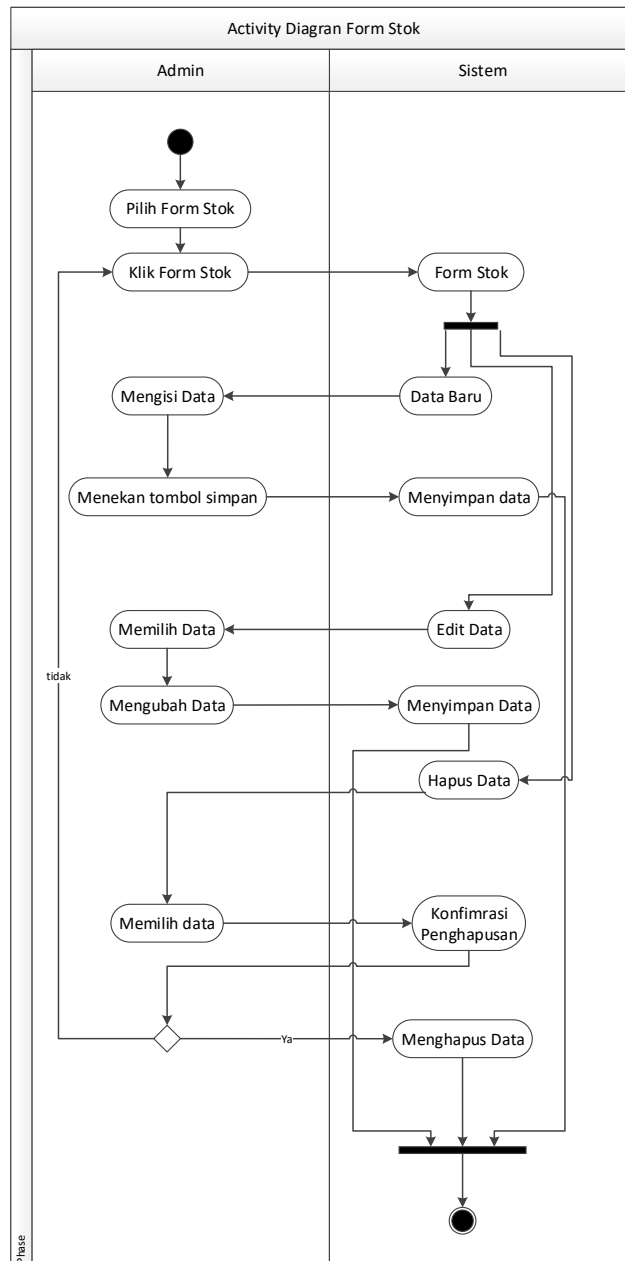 Activity Diagran Form Stok
Admin
Sistem
Pilih Form Stok
Klik Form Stok
Form Stok
Mengisi Data
Data Baru
Menekan tombol simpan
Menyimpan data
Memilih Data
Edit Data
tidak
Mengubah Data
Menyimpan Data
Hapus Data
Memilih data
Konfimrasi
Penghapusan
Ya
Menghapus Data
Phase